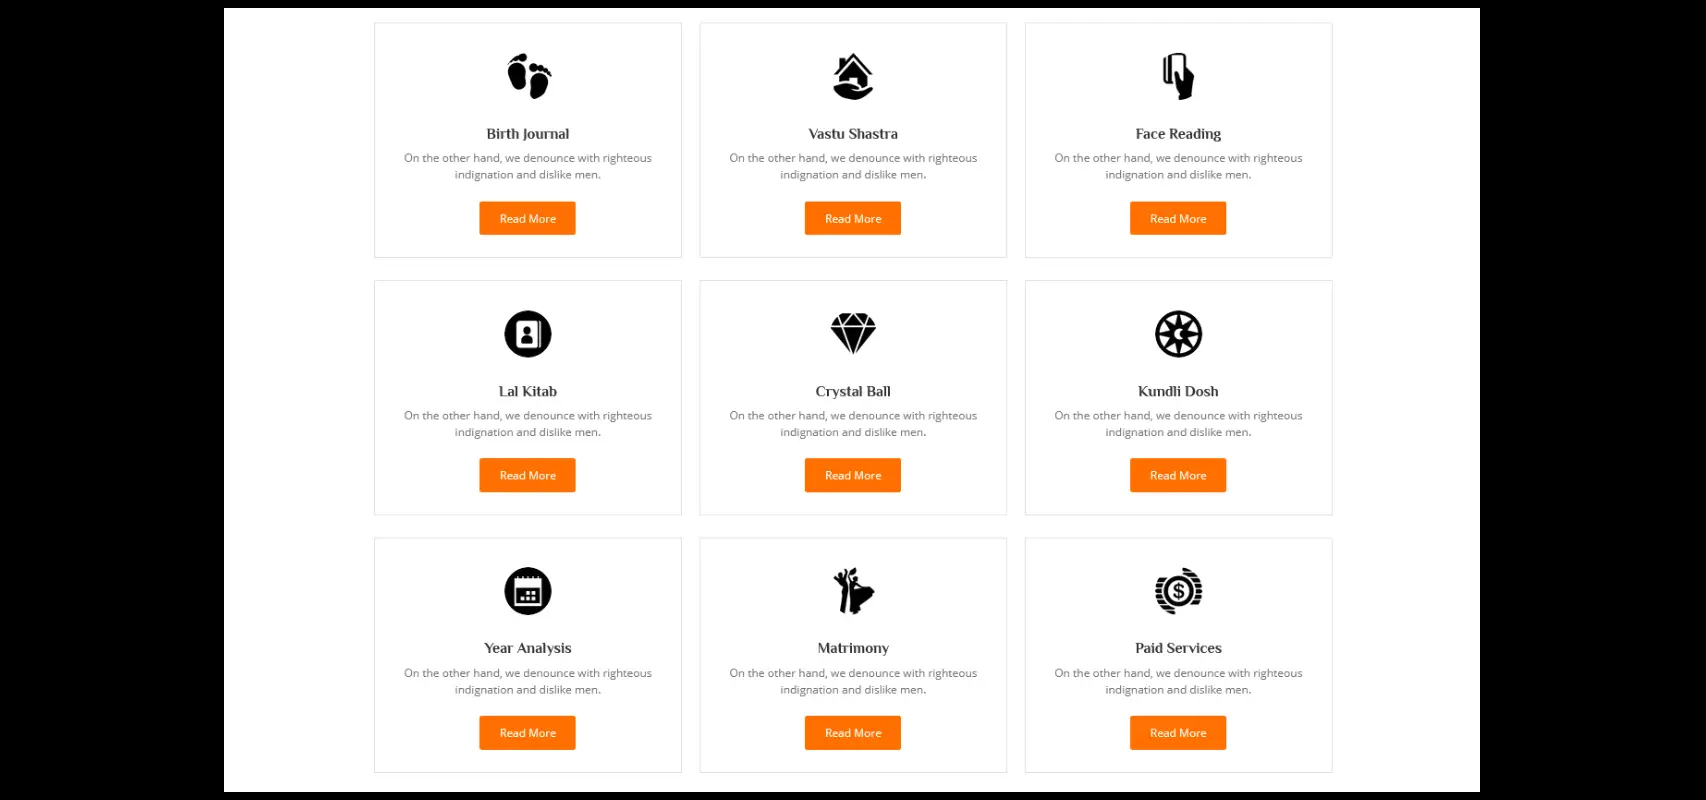 Birth Journal
On the other hand, we denounce with righteous
indignation and dislike men.
Read More
Vastu Shastra
On the other hand, we denounce with righteous
indignation and dislike men.
Read More
Face Reading
On the other hand, we denounce with righteous
indignation and dislike men.
Read More
Lal Kitab
On the other hand, we denounce with righteous
indignation and dislike men.
Read More
Crystal Ball
On the other hand, we denounce with righteous
indignation and dislike men.
Read More
Kundli Dosh
On the other hand, we denounce with righteous
indignation and dislike men.
Read More
Year Analysis
On the other hand, we denounce with righteous
indignation and dislike men.
Read More
Matrimony
On the other hand, we denounce with righteous
indignation and dislike men.
Read More
$
Paid Services
On the other hand, we denounce with righteous
indignation and dislike men.
Read More